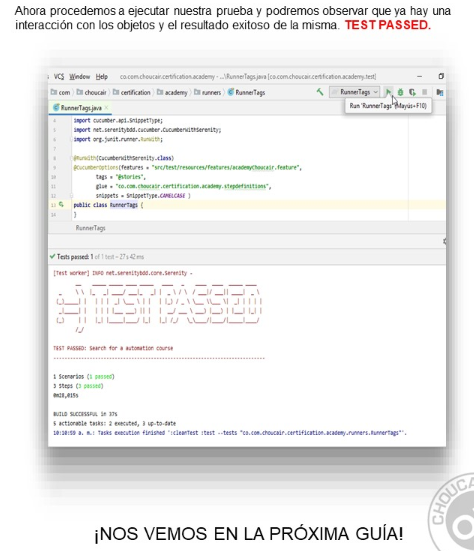 Ahora procedemos a ejecutar nuestra prueba y podremos observar que ya hay una
interacción con los objetos y el resultado exitoso de la misma. TEST PASSED.
VCS Window Help co.com.choucair.certification.academy - ...\RunnerTags.java [co.com.choucair.certification.academy.test]
com choucair certification academy runners RunnerTags RunnerTags
RunnerTags.java
Run 'RunnerTags' (Mayús+F10)
import cucumber.api.SnippetType;
import net.serenitybdd.cucumber.CucumberWithSerenity;
import org.junit.runner.RunWith;
@RunWith(CucumberWithSerenity.class)
@CucumberOptions(features = "src/test/resources/features/academyChoucair.feature",
tags = "@stories",
glue = "co.com.choucair.certification.academy.stepdefinitions",
snippets = SnippetType.CAMELCASE )
public class RunnerTags {
}
RunnerTags
Tests passed: 1 of 1 test – 27 s 42 ms
[Test worker] INFO net.serenitybdd.core.Serenity -
TEST PASSED: Search for a automation course
1 Scenarios (1 passed)
3 Steps (3 passed)
BUILD SUCCESSFUL in 37s
5 actionable tasks: 2 executed, 3 up-to-date
10:10:59 a. m.: Tasks execution finished ':cleanTest :test --tests "co.com.choucair.certification.academy.runners.RunnerTags"'.
¡NOS VEMOS EN LA PRÓXIMA GUÍA!